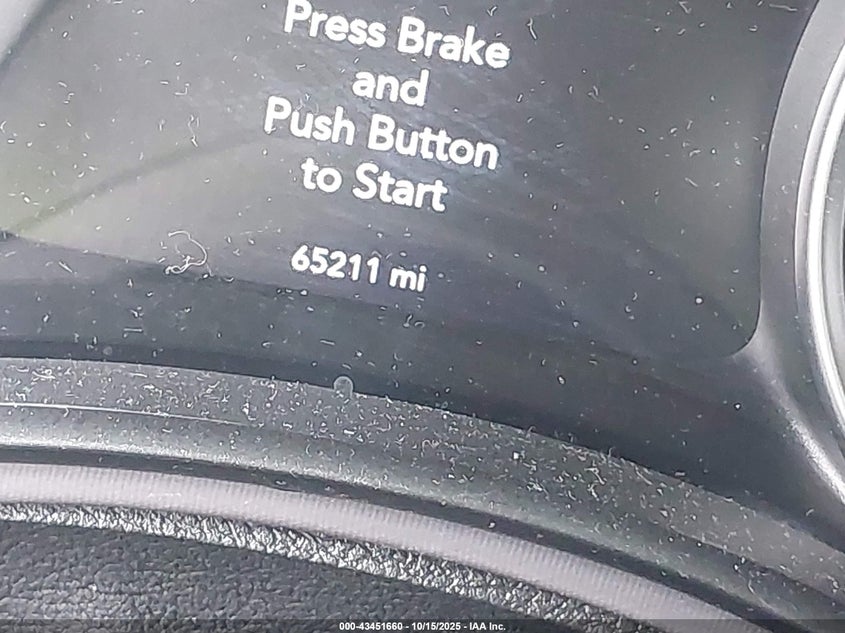 Press Brake
and
Push Button
to Start
65211 mi
000-43451660 - 10/15/2025 - IAA Inc.